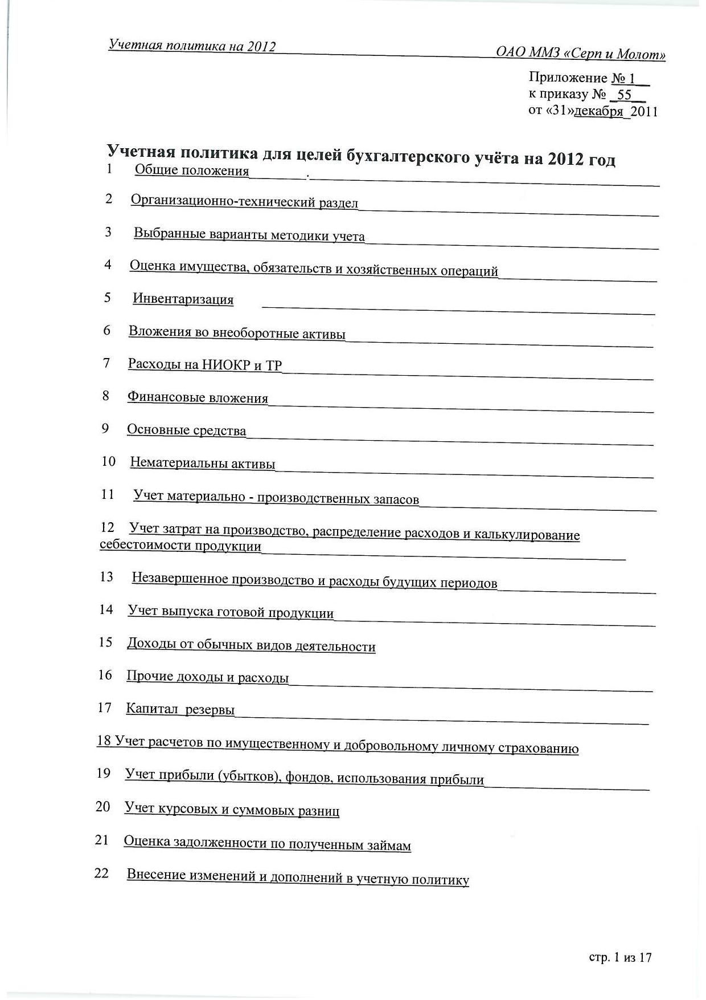 Учетная политика на 2012 ОАО ММЗ «Серп и Молот»
Приложение № 1__
к приказу № _55__
от «31»декабря_2011
Учетная политика для целей бухгалтерского учёта на 2012 год
1 Общие положения
2 Организационно-технический раздел
3 Выбранные варианты методики учета
4 Оценка имущества, обязательств и хозяйственных операций
5 Инвентаризация
6 Вложения во внеоборотные активы
7 Расходы на НИОКР и ТР
8 Финансовые вложения
9 Основные средства
10 Нематериальны активы
11 Учет материально - производственных запасов
12 Учет затрат на производство, распределение расходов и калькулирование
себестоимости продукции
13 Незавершенное производство и расходы будущих периодов
14 Учет выпуска готовой продукции
15 Доходы от обычных видов деятельности
16 Прочие доходы и расходы
17 Капитал резервы
18 Учет расчетов по имущественному и добровольному личному страхованию
19 Учет прибыли (убытков), фондов, использования прибыли
20 Учет курсовых и суммовых разниц
21 Оценка задолженности по полученным займам
22 Внесение изменений и дополнений в учетную политику
стр. 1 из 17